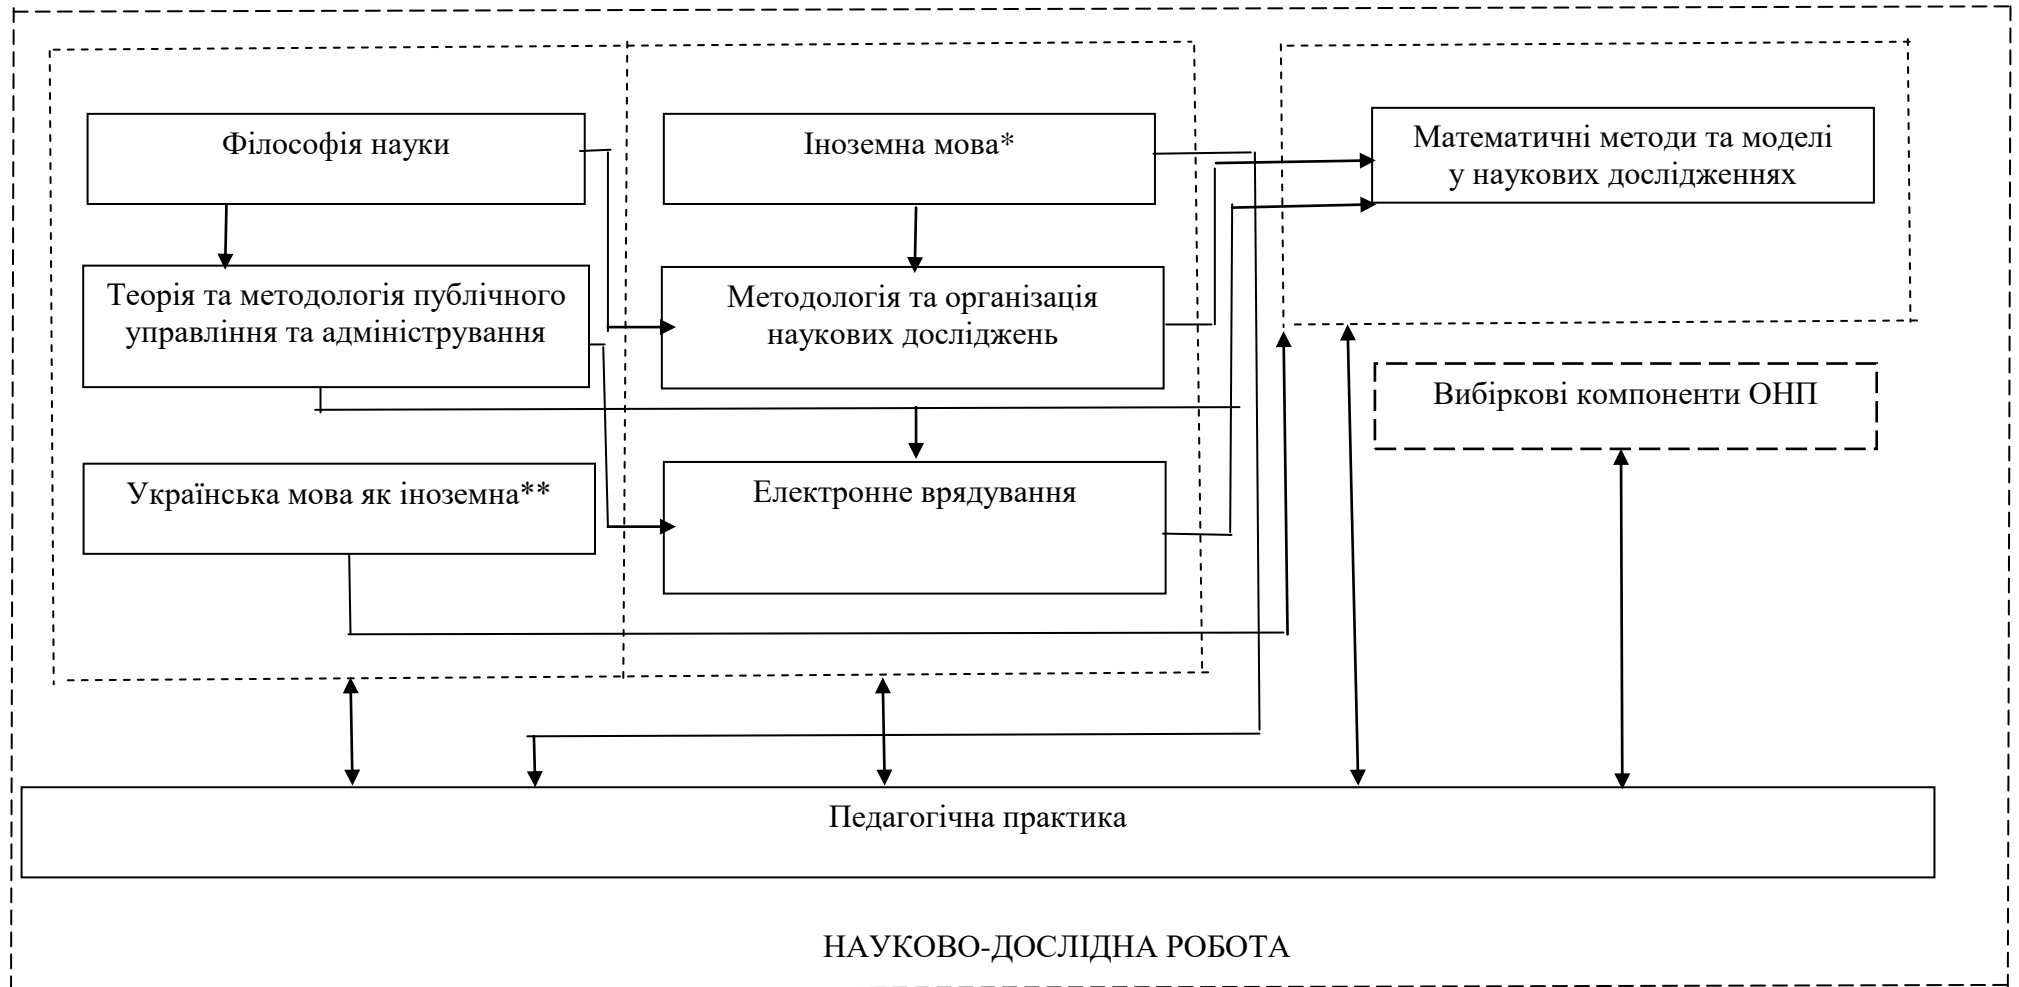 Філософія науки
Іноземна мова*
Математичні методи та моделі
у наукових дослідженнях
Теорія та методологія публічного
управління та адміністрування
Методологія та організація
наукових досліджень
Вибіркові компоненти ОНП
Українська мова як іноземна**
Електронне врядування
Педагогічна практика
НАУКОВО-ДОСЛІДНА РОБОТА